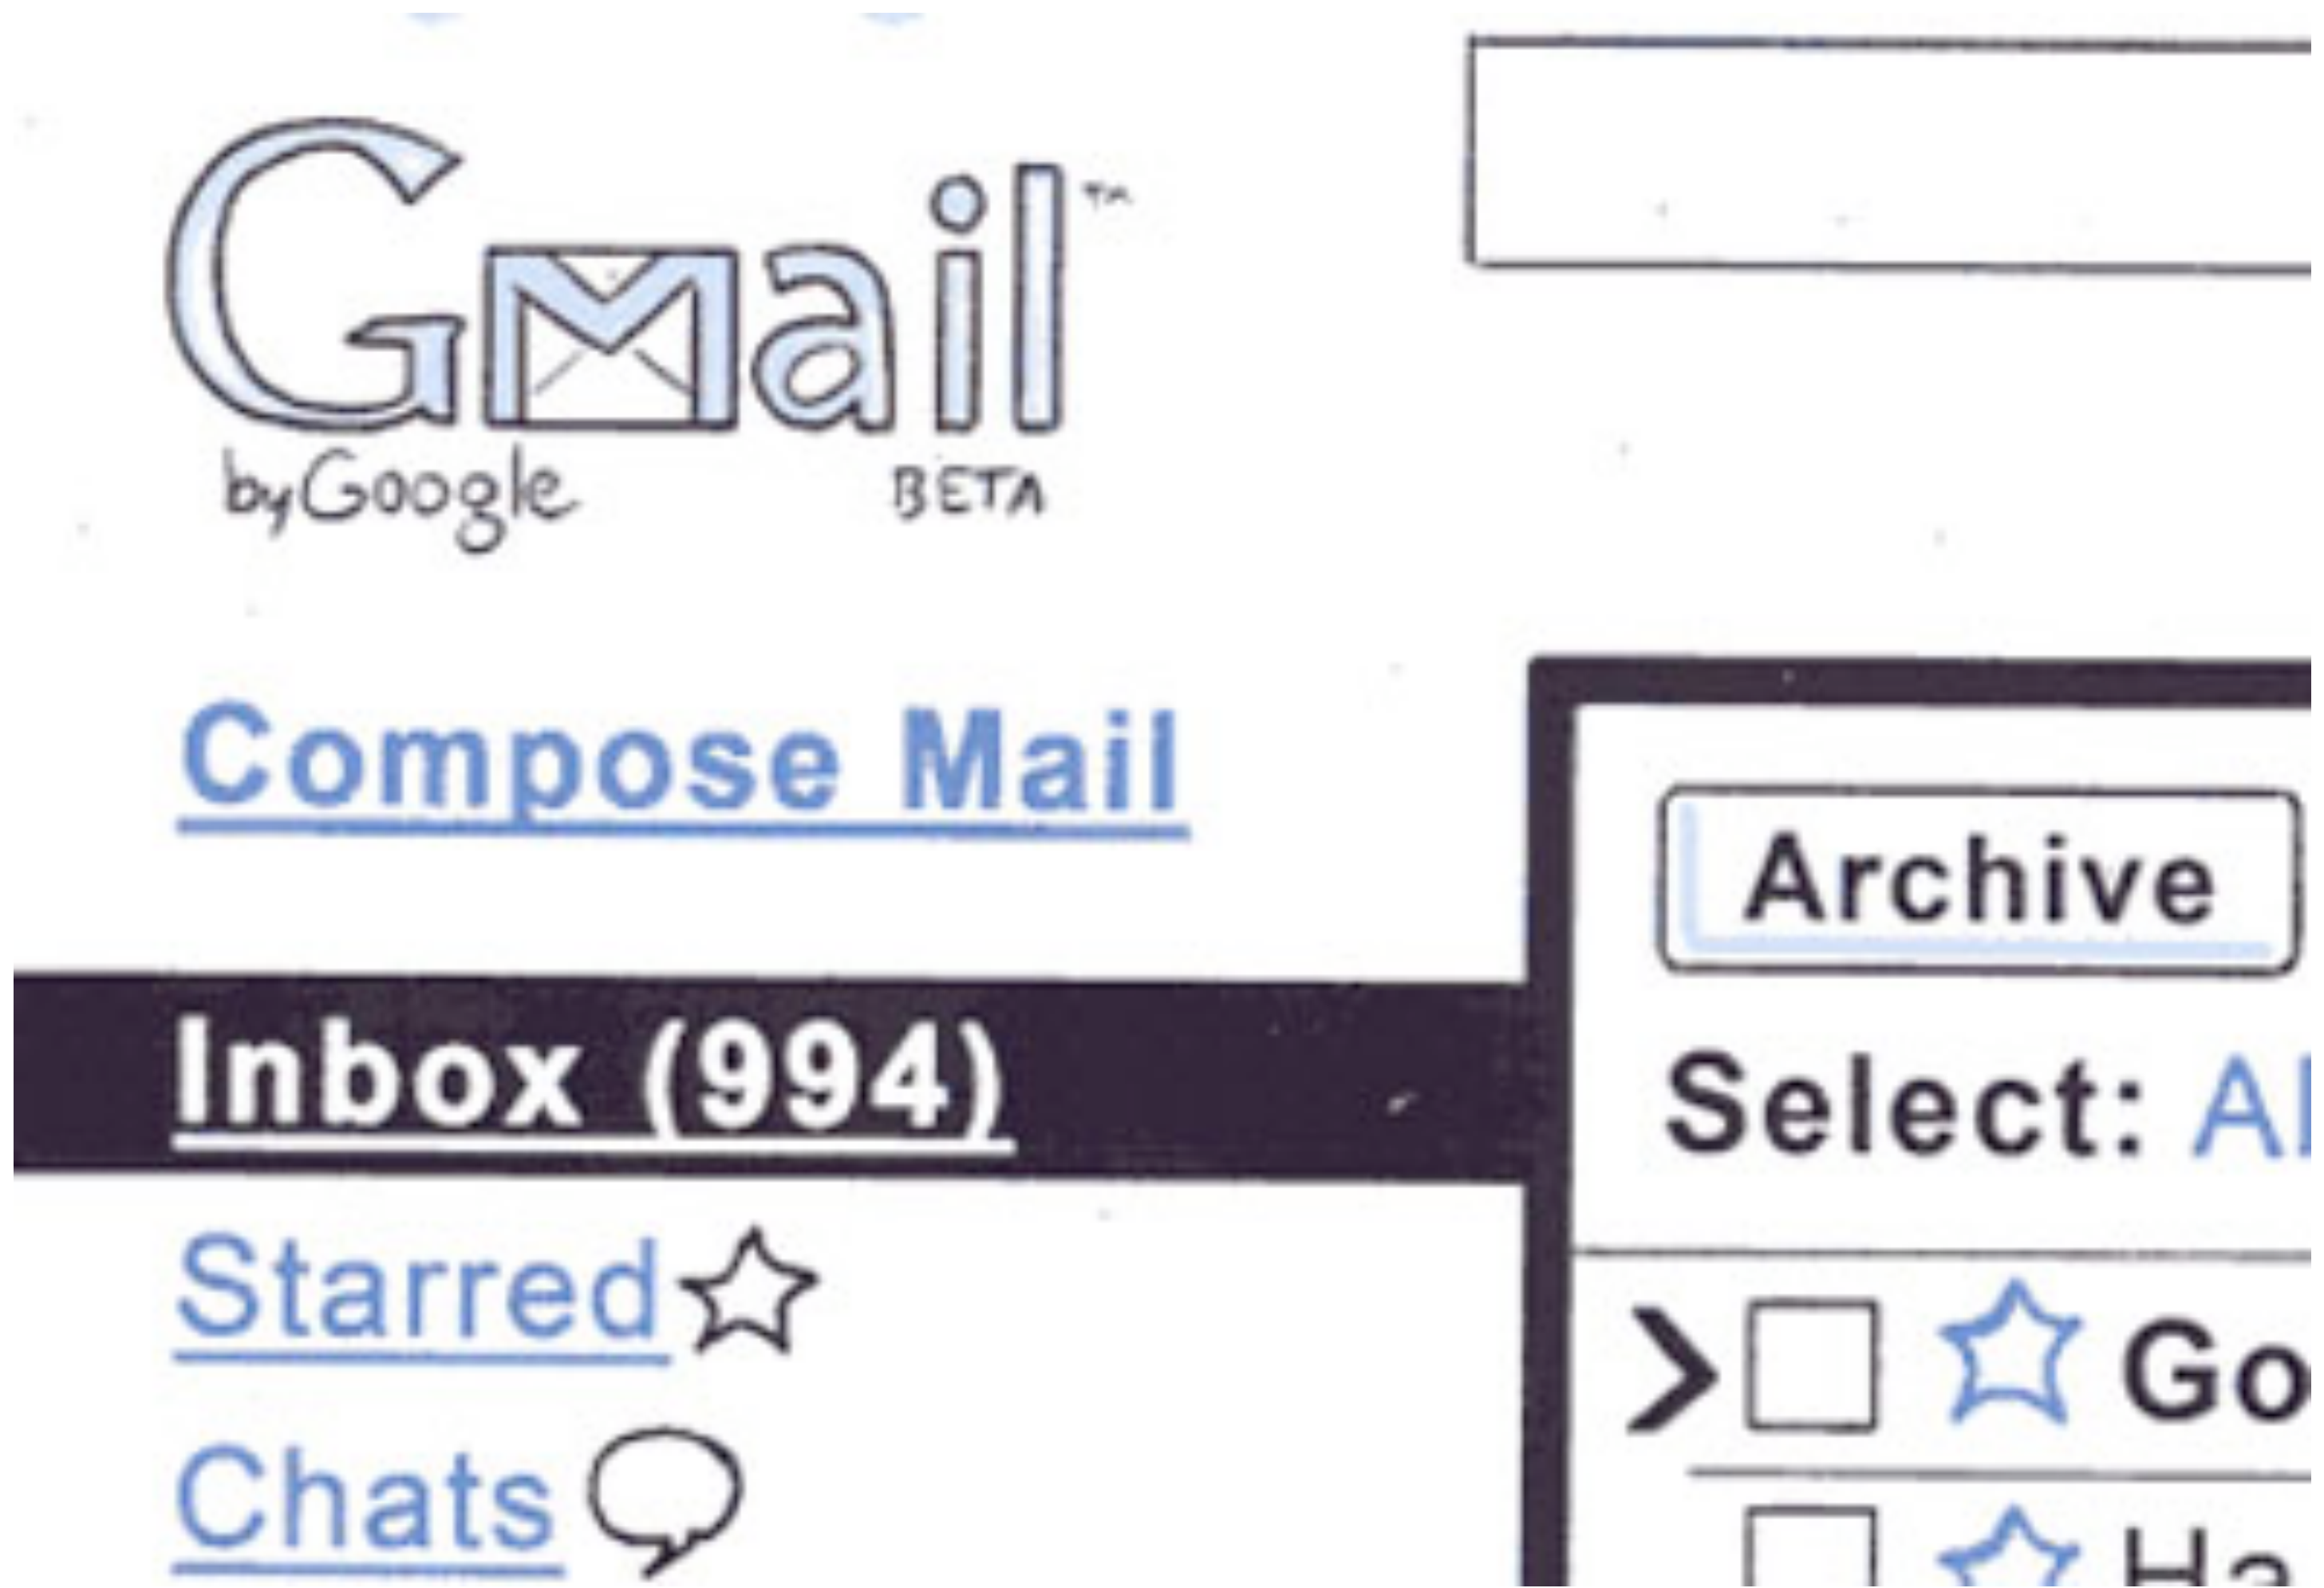 Gmail™
by Google BETA
Compose Mail
Archive
Inbox (994)
Select:
Starred
Chats